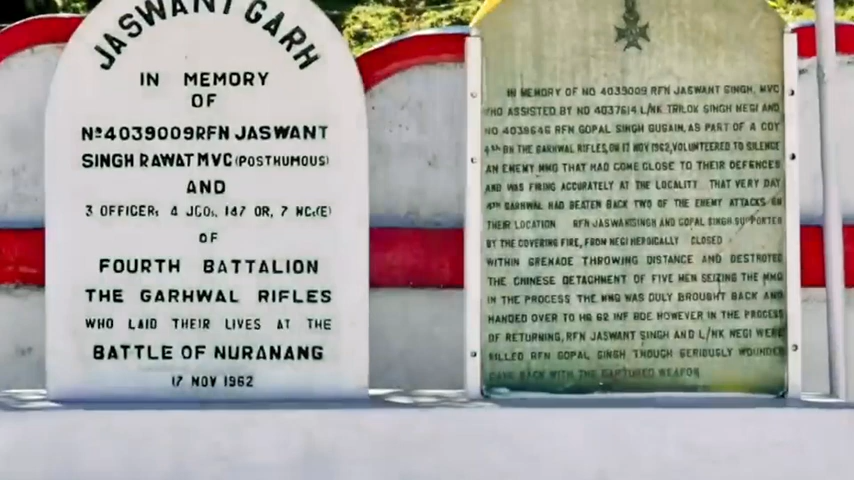 JASWANT GARH
IN MEMORY
OF
No4039009RFN JASWANT
SINGH RAWAT MVC (POSTHUMOUS)
AND
3 OFFICER, 4 JCOs, 147 OR, 7 NCs(E)
OF
FOURTH BATTALION
THE GARHWAL RIFLES
WHO LAID THEIR LIVES AT THE
BATTLE OF NURANANG
17 NOV 1962
IN MEMORY OF NO 4039009 RFN JASWANT SINGH, MVC
WHO ASSISTED BY NO 4037614 L/NK TRILOK SINGH NEGI AND
NO 4039646 RFN GOPAL SINGH GUSAIN, AS PART OF A COY
4TH BN THE GARHWAL RIFLES, ON 17 NOV 1962, VOLUNTEERED TO SILENCE
AN ENEMY MMG THAT HAD COME CLOSE TO THEIR DEFENCES
AND WAS FIRING ACCURATELY AT THE LOCALITY THAT VERY DAY
4TH GARHWAL HAD BEATEN BACK TWO OF THE ENEMY ATTACKS ON
THEIR LOCATION RFN JASWANTSINGH AND GOPAL SINGH SUPPORTED
BY THE COVERING FIRE, FROM NEGI HEROICALLY CLOSED
WITHIN GRENADE THROWING DISTANCE AND DESTROYED
THE CHINESE DETACHMENT OF FIVE MEN SEIZING THE MMG
IN THE PROCESS THE MMG WAS DULY BROUGHT BACK AND
HANDED OVER TO HQ 62 INF BDE HOWEVER IN THE PROCESS
OF RETURNING, RFN JASWANT SINGH AND L/NK NEGI WERE
KILLED RFN GOPAL SINGH THOUGH SERIOUSLY WOUNDED
CAME BACK WITH THE CAPTURED WEAPON